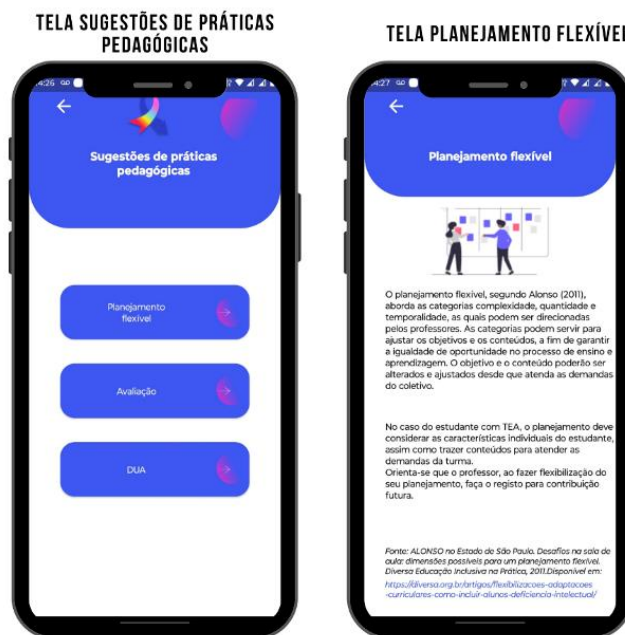 TELA SUGESTÕES DE PRÁTICAS
PEDAGÓGICAS
4:26
Sugestões de práticas
pedagógicas
Planejamento
flexível
Avaliação
DUA
TELA PLANEJAMENTO FLEXÍVEL
4:27
Planejamento flexível
O planejamento flexível, segundo Alonso (2011),
aborda as categorias complexidade, quantidade e
temporalidade, as quais podem ser direcionadas
pelos professores. As categorias podem servir para
ajustar os objetivos e os conteúdos, a fim de garantir
a igualdade de oportunidade no processo de ensino e
aprendizagem. O objetivo e o conteúdo poderão ser
alterados e ajustados desde que atenda as demandas
do coletivo.
No caso do estudante com TEA, o planejamento deve
considerar as características individuais do estudante,
assim como trazer conteúdos para atender as
demandas da turma.
Orienta-se que o professor, ao fazer flexibilização do
seu planejamento, faça o registo para contribuição
futura.
Fonte: ALONSO no Estado de São Paulo. Desafios na sala de
aula: dimensões possíveis para um planejamento flexível.
Diversa Educação Inclusiva na Prática, 2011.Disponível em:
https://diversa.org.br/artigos/flexibilizacoes-adaptacoes
-curriculares-como-incluir-alunos-deficiencia-intelectual/